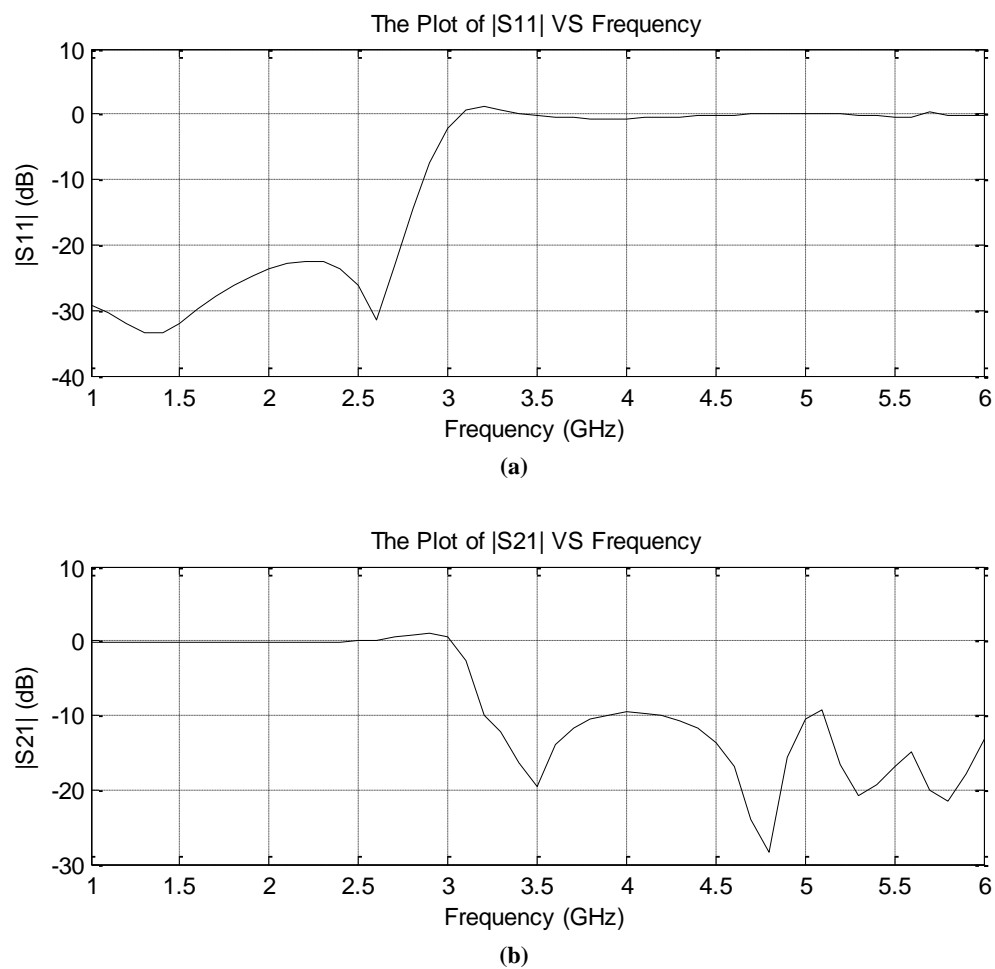 The Plot of |S11| VS Frequency
10
0
-10
-20
-30
-40
|S11| (dB)
1 1.5 2 2.5 3 3.5 4 4.5 5 5.5 6
Frequency (GHz)
(a)
The Plot of |S21| VS Frequency
10
0
-10
-20
-30
|S21| (dB)
1 1.5 2 2.5 3 3.5 4 4.5 5 5.5 6
Frequency (GHz)
(b)